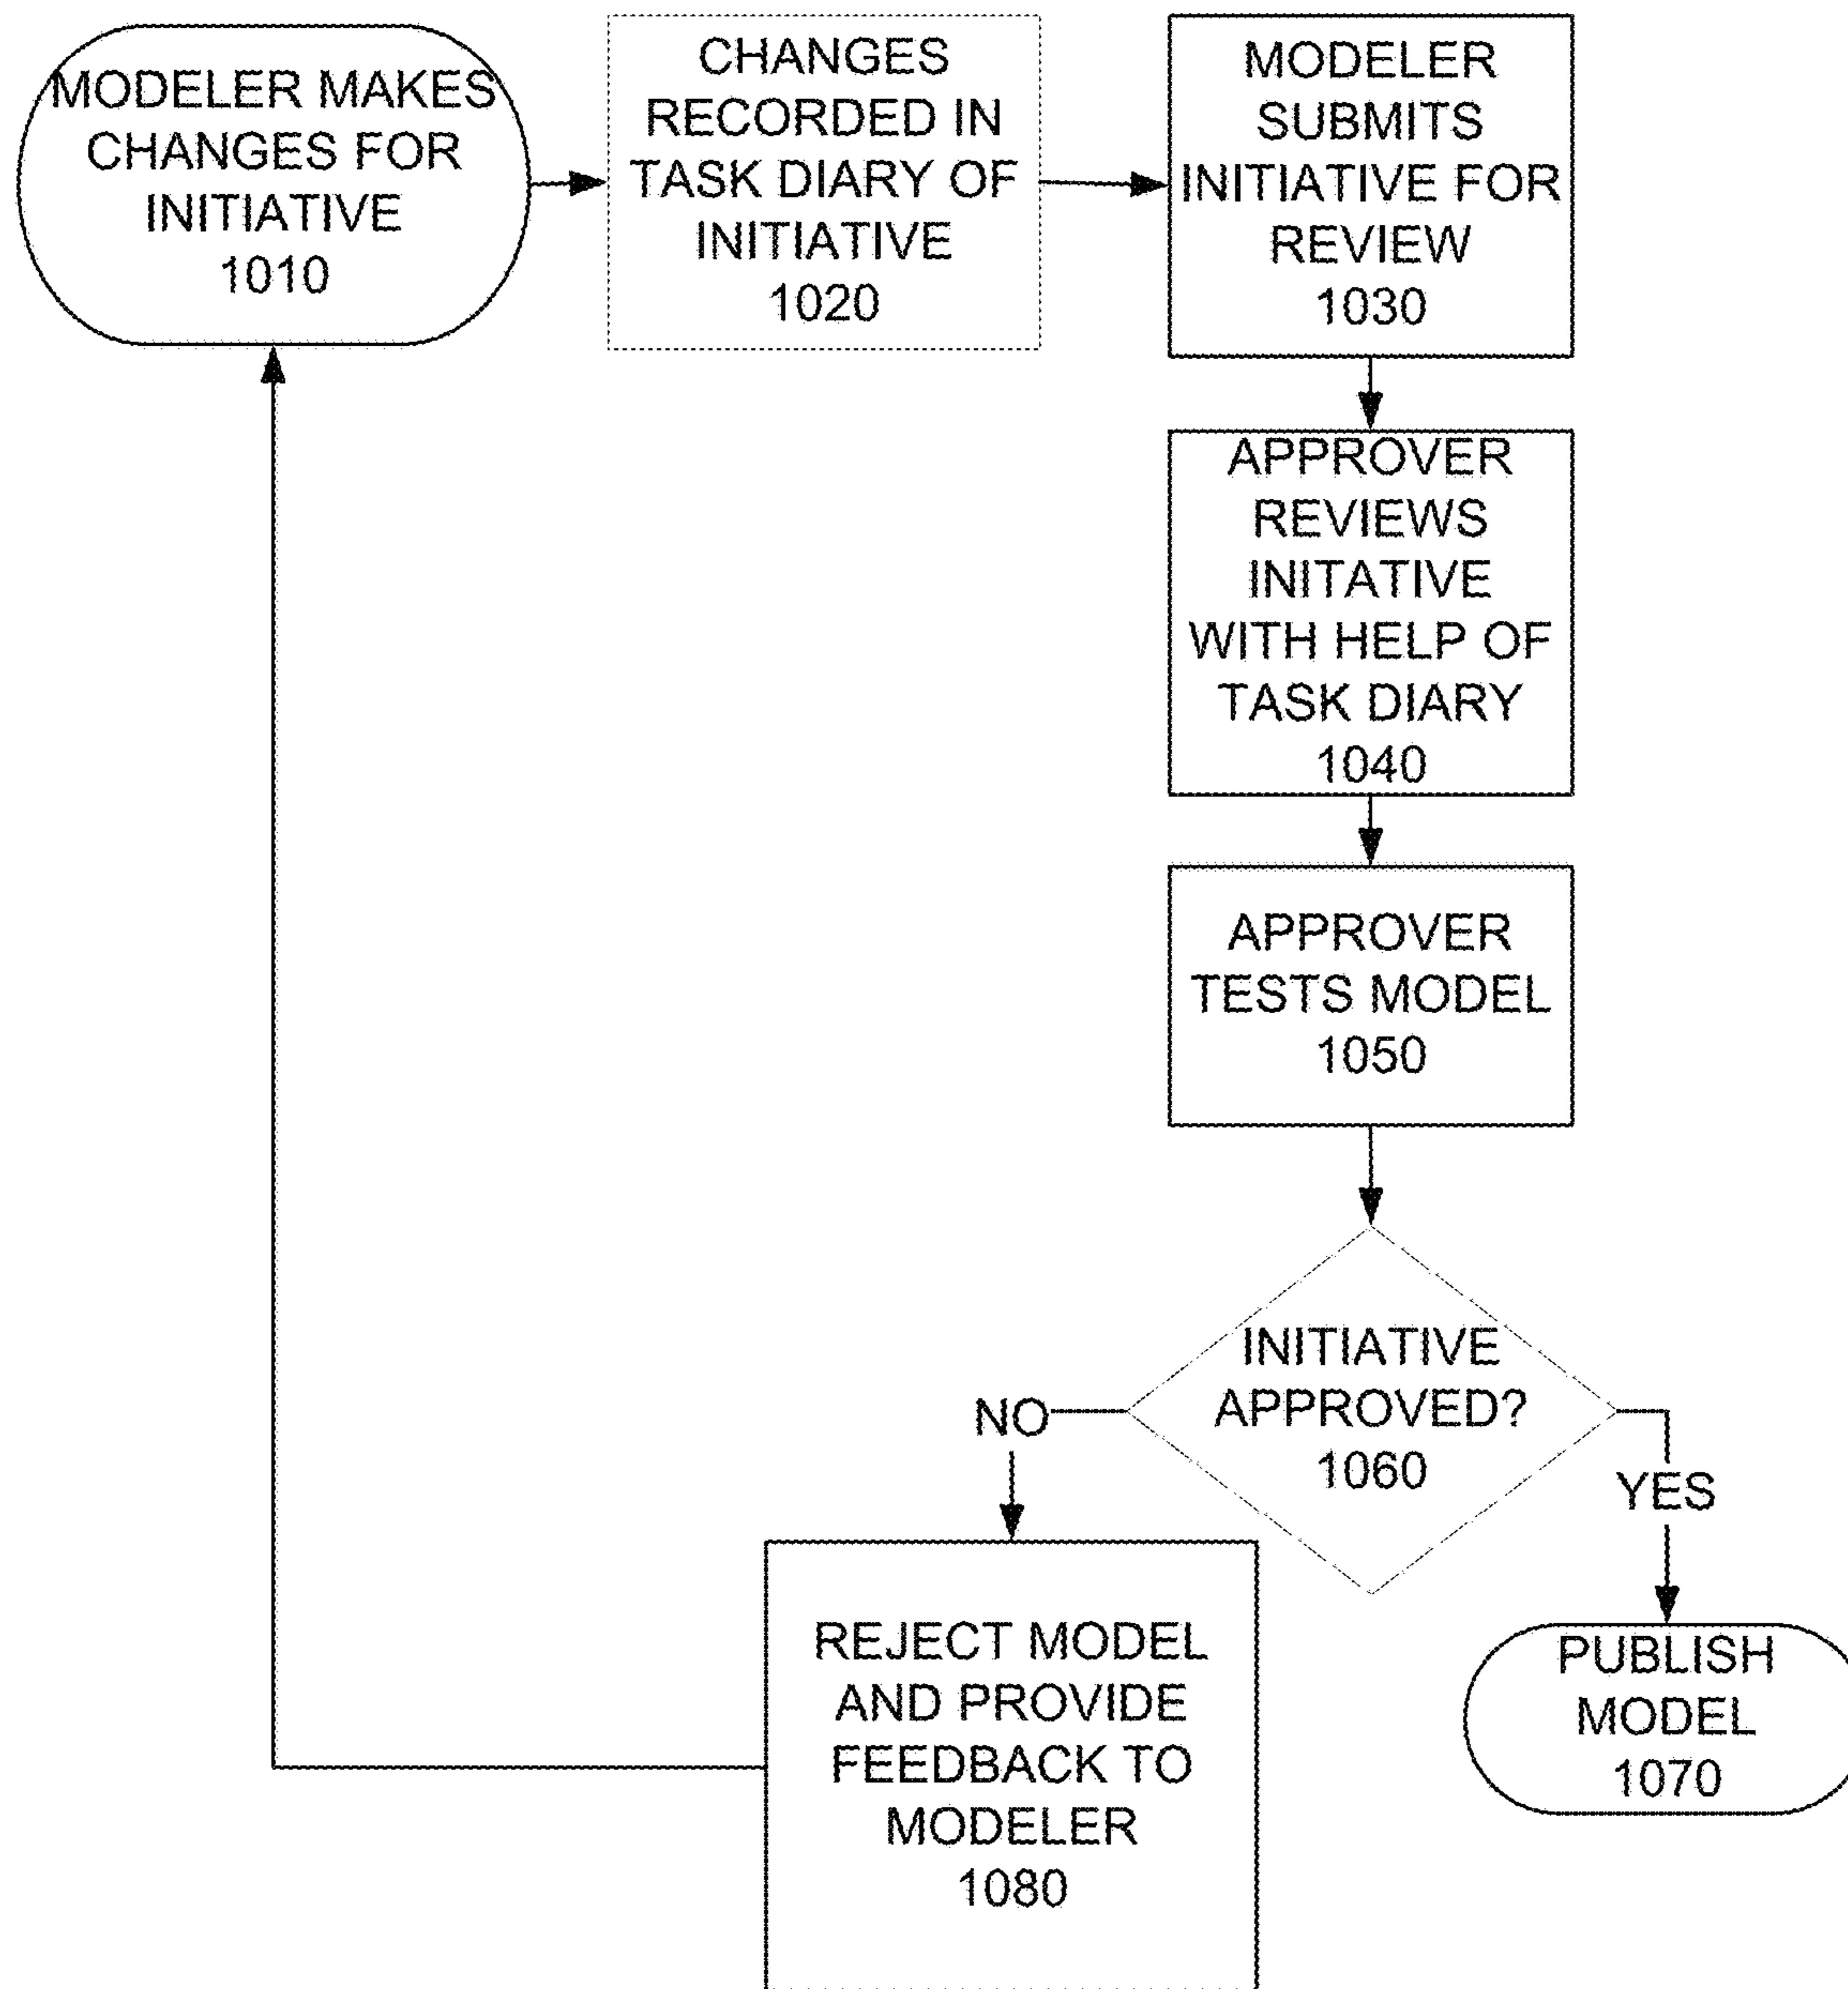 MODELER MAKES
CHANGES FOR
INITIATIVE
1010
CHANGES
RECORDED IN
TASK DIARY OF
INITIATIVE
1020
MODELER
SUBMITS
INITIATIVE FOR
REVIEW
1030
APPROVER
REVIEWS
INITATIVE
WITH HELP OF
TASK DIARY
1040
APPROVER
TESTS MODEL
1050
INITIATIVE
APPROVED?
1060
NO
YES
REJECT MODEL
AND PROVIDE
FEEDBACK TO
MODELER
1080
PUBLISH
MODEL
1070